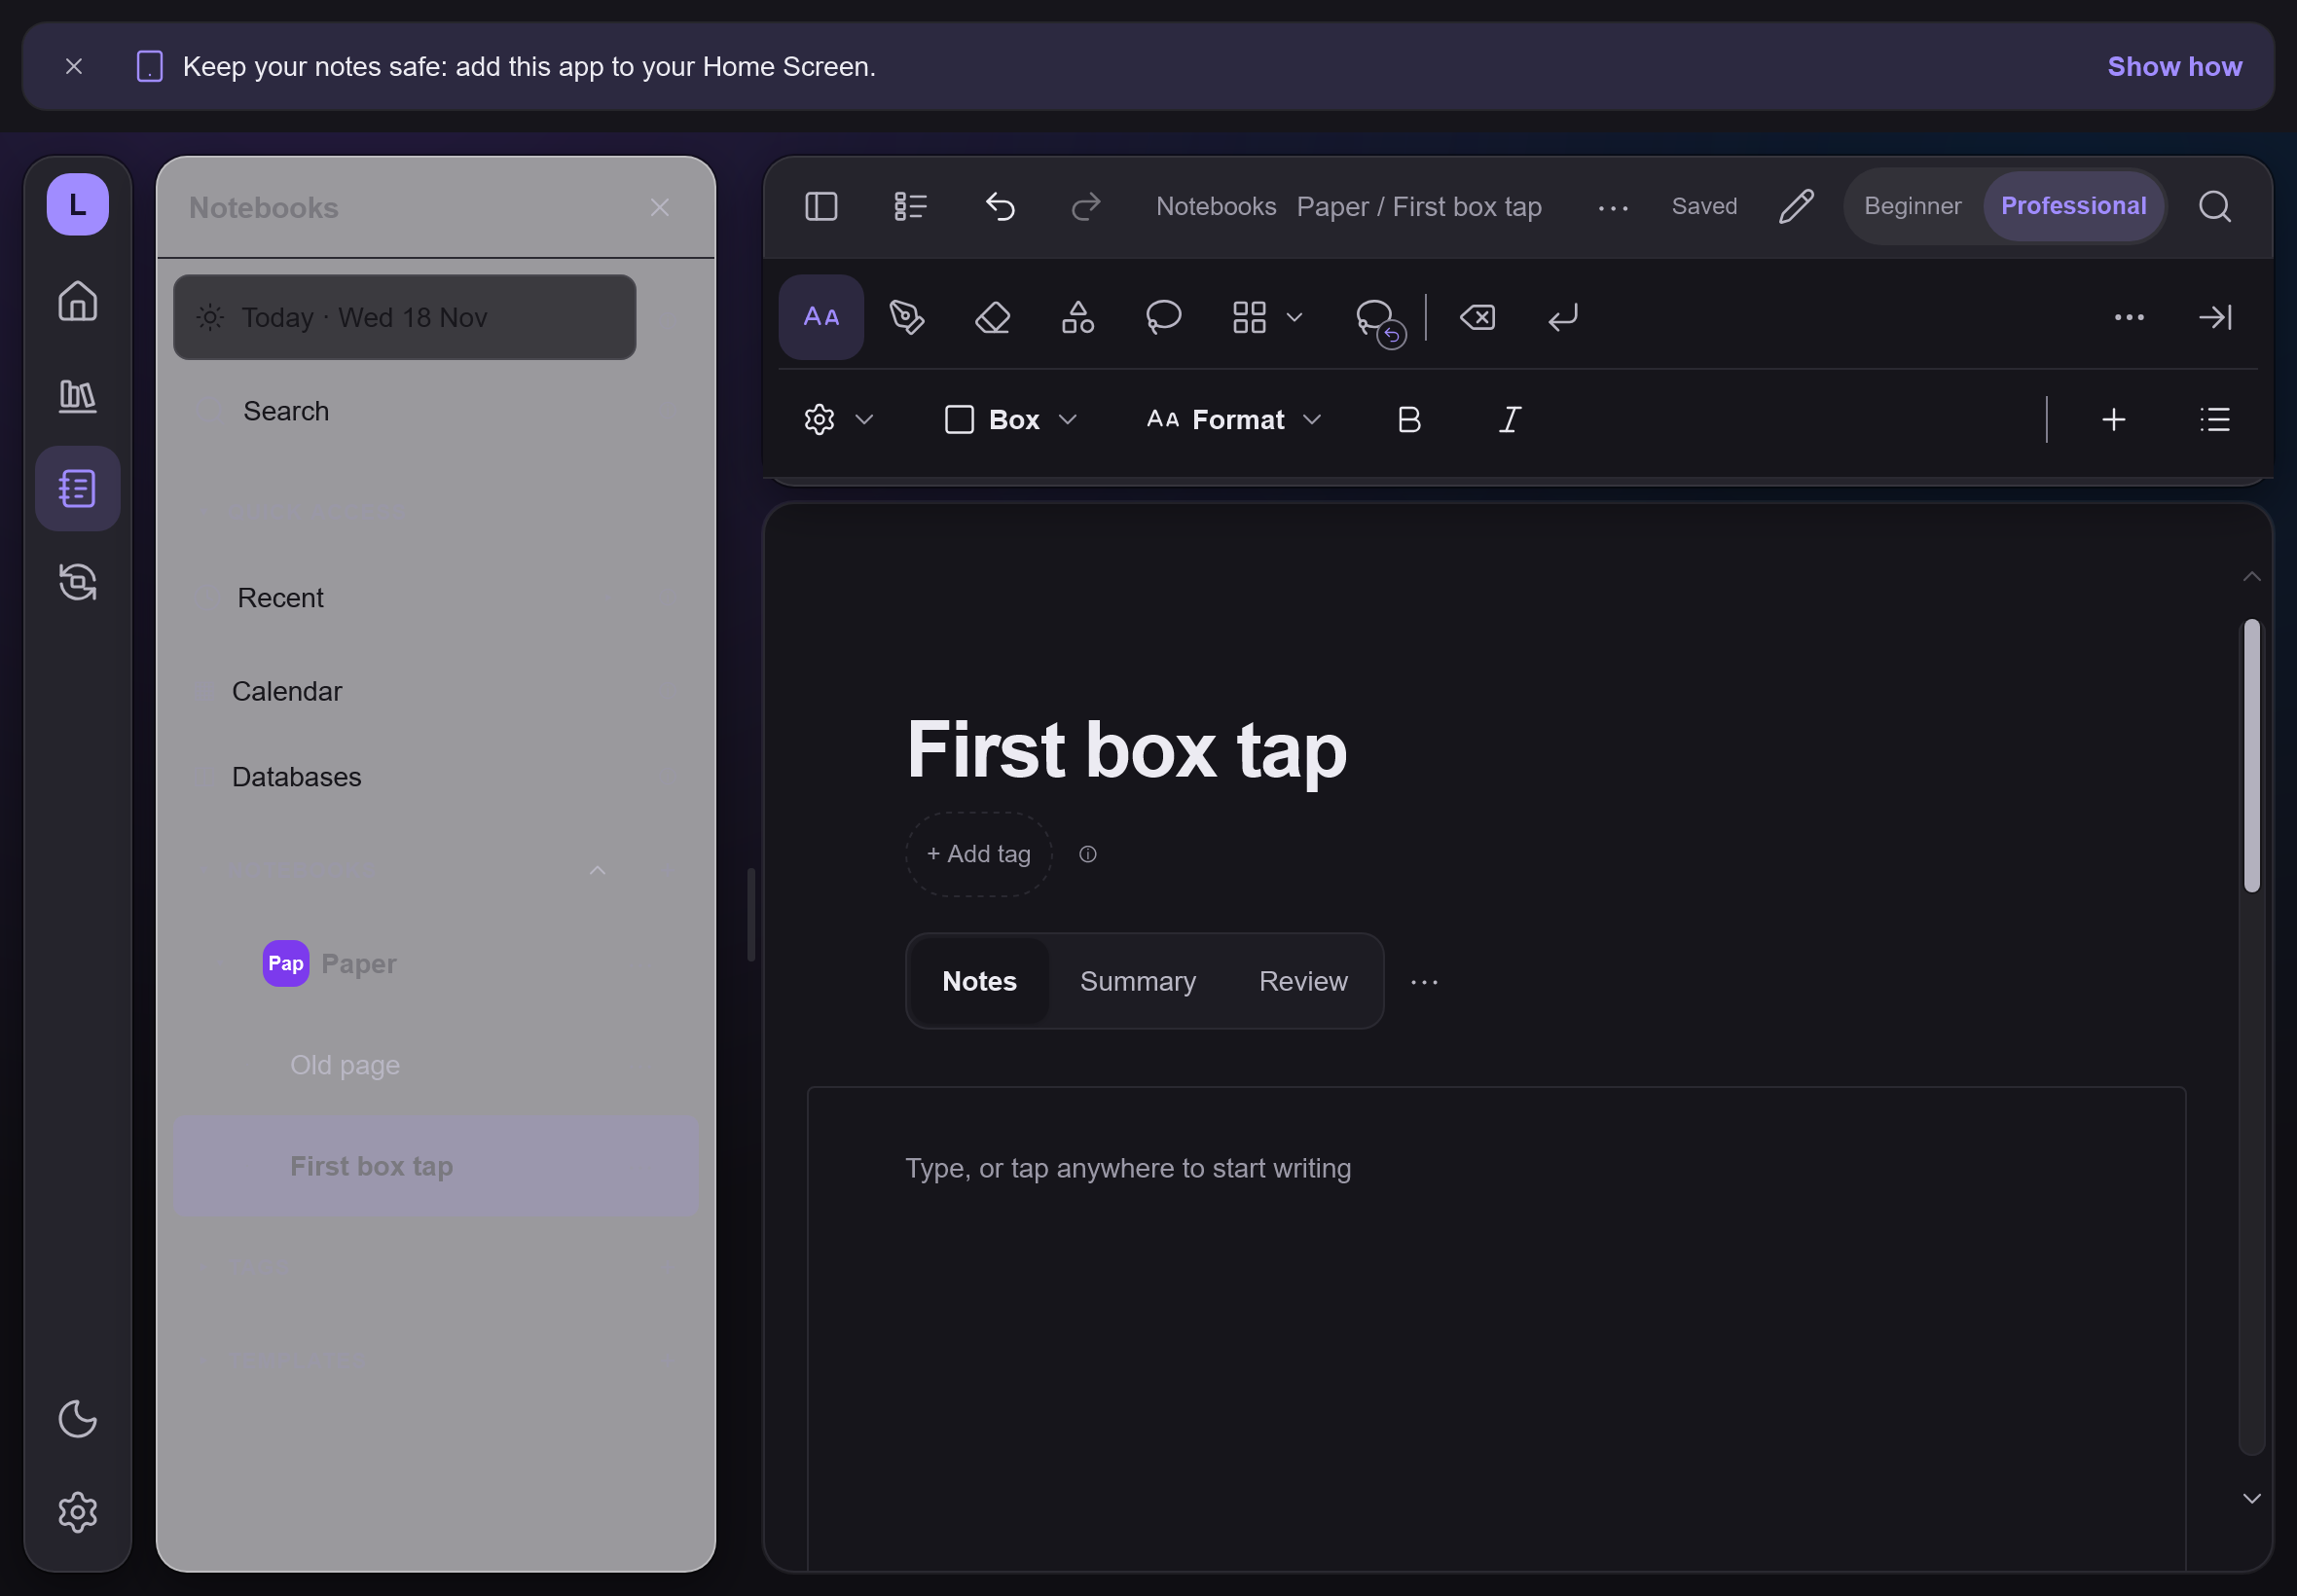 Keep your notes safe: add this app to your Home Screen.
Show how
L
Notebooks
Today · Wed 18 Nov
Search
Recent
Calendar
Databases
Pap Paper
Old page
First box tap
Notebooks Paper / First box tap
Saved
Beginner Professional
AA
Box
AA Format
B I
First box tap
+ Add tag
Notes Summary Review
Type, or tap anywhere to start writing